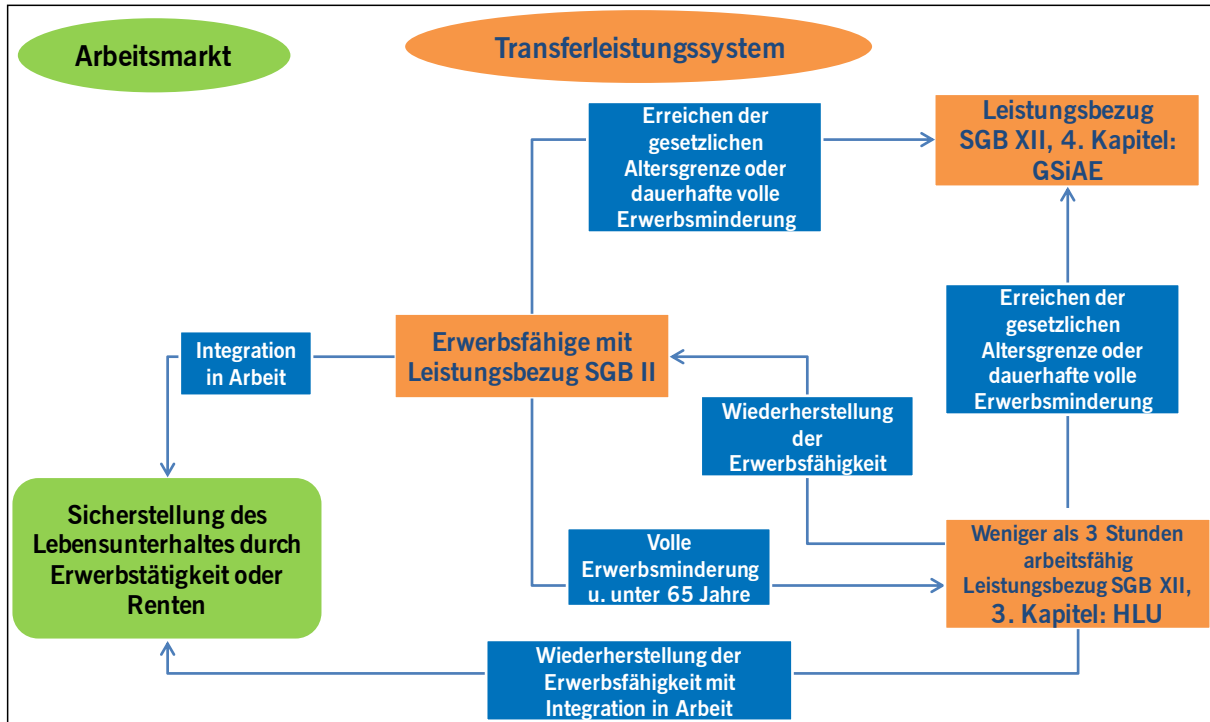 Arbeitsmarkt
Transferleistungssystem
Erreichen der
gesetzlichen
Altersgrenze oder
dauerhafte volle
Erwerbsminderung
Leistungsbezug
SGB XII, 4. Kapitel:
GSiAE
Erreichen der
gesetzlichen
Altersgrenze oder
dauerhafte volle
Erwerbsminderung
Integration
in Arbeit
Erwerbsfähige mit
Leistungsbezug SGB II
Wiederherstellung
der
Erwerbsfähigkeit
Sicherstellung des
Lebensunterhaltes durch
Erwerbstätigkeit oder
Renten
Volle
Erwerbsminderung
u. unter 65 Jahre
Weniger als 3 Stunden
arbeitsfähig
Leistungsbezug SGB XII,
3. Kapitel: HLU
Wiederherstellung der
Erwerbsfähigkeit mit
Integration in Arbeit